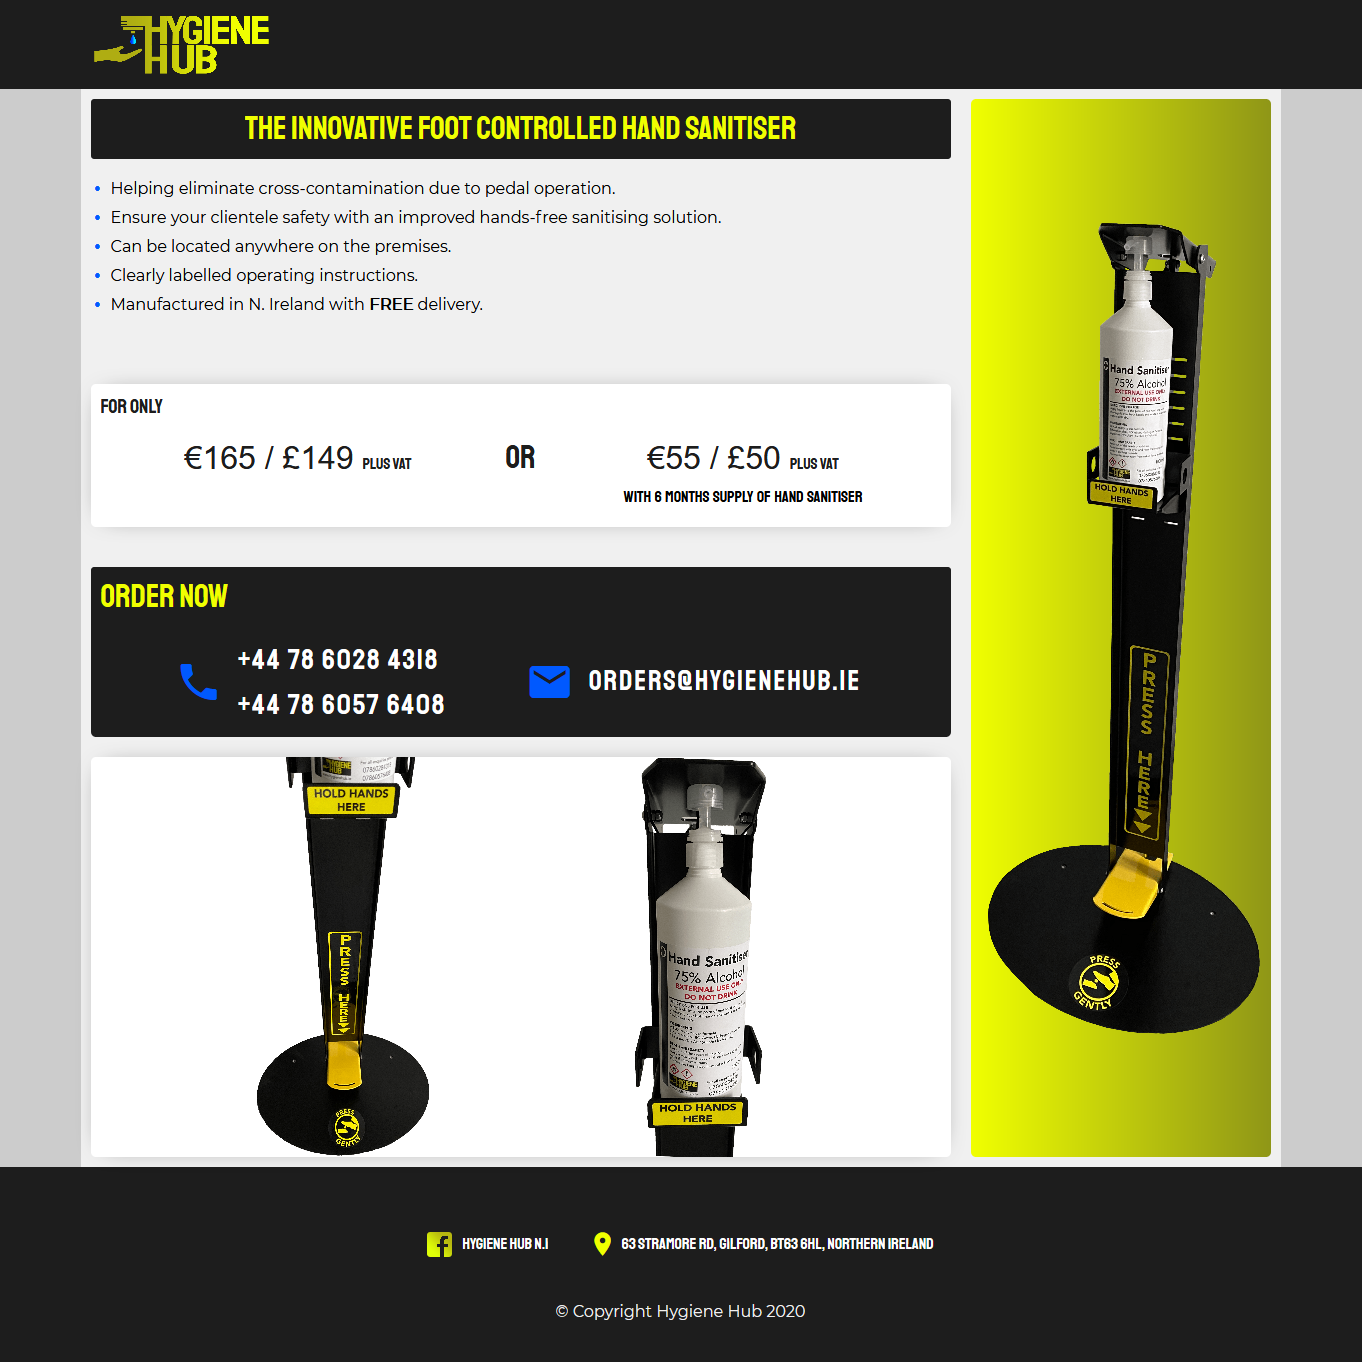 HYGIENE
HUB
THE INNOVATIVE FOOT CONTROLLED HAND SANITISER
• Helping eliminate cross-contamination due to pedal operation.
• Ensure your clientele safety with an improved hands-free sanitising solution.
• Can be located anywhere on the premises.
• Clearly labelled operating instructions.
• Manufactured in N. Ireland with FREE delivery.
FOR ONLY
€165 / £149 PLUS VAT
OR
€55 / £50 PLUS VAT
WITH 6 MONTHS SUPPLY OF HAND SANITISER
ORDER NOW
+44 78 6028 4318
+44 78 6057 6408
ORDERS@HYGIENEHUB.IE
HYGIENE
HUB
HOLD HANDS
HERE
PRESS HERE
PRESS
GENTLY
Hand Sanitiser
75% Alcohol
EXTERNAL USE ON
DO NOT DRINK
HYGIENE
HUB
HOLD HANDS
HERE
Hand Sanitiser
75% Alcohol
EXTERNAL USE ON
DO NOT DRINK
HOLD HANDS
HERE
PRESS HERE
PRESS
GENTLY
HYGIENE HUB N.I
63 STRAMORE RD, GILFORD, BT63 6HL, NORTHERN IRELAND
© Copyright Hygiene Hub 2020